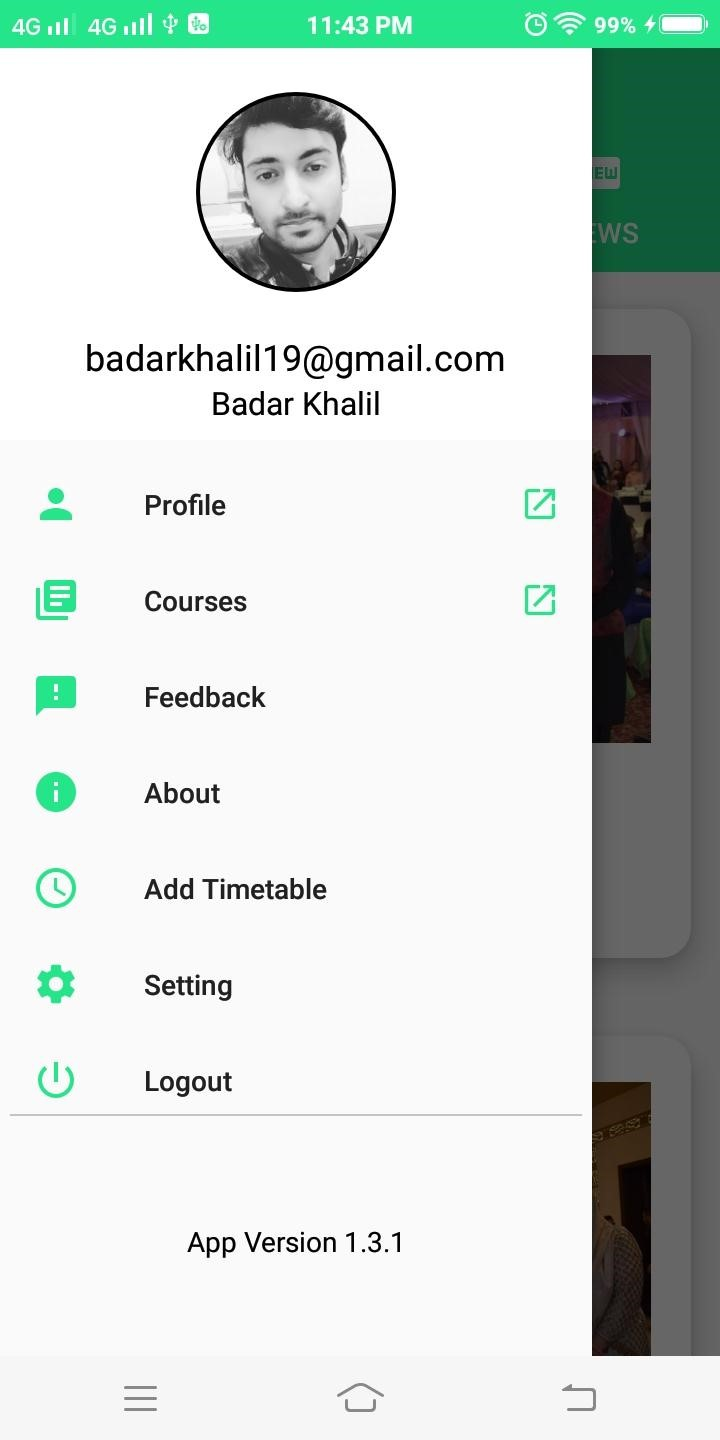 4G 4G 11:43 PM 99%
EWS
badarkhalil19@gmail.com
Badar Khalil
Profile
Courses
Feedback
About
Add Timetable
Setting
Logout
App Version 1.3.1